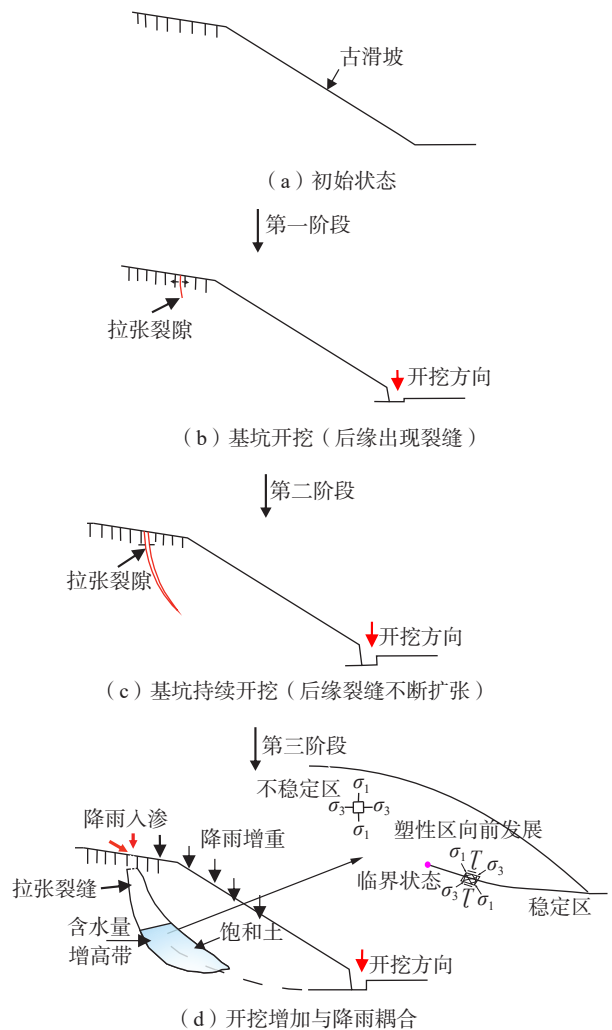 古滑坡
（a）初始状态
第一阶段
拉张裂隙
开挖方向
（b）基坑开挖（后缘出现裂缝）
第二阶段
拉张裂隙
开挖方向
（c）基坑持续开挖（后缘裂缝不断扩张）
第三阶段
不稳定区
σ₁
σ₃
σ₃
σ₁
降雨入渗
降雨增重
塑性区向前发展
σ₁
τ
σ₃
临界状态
σ₃
τ
σ₁
稳定区
拉张裂缝
含水量
增高带
饱和土
开挖方向
（d）开挖增加与降雨耦合